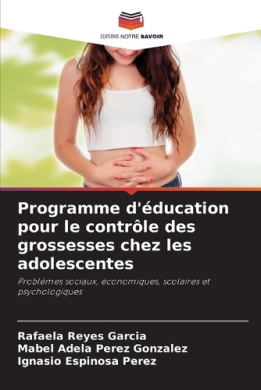 EDITIONS NOTRE SAVOIR
Programme d'éducation
pour le contrôle des
grossesses chez les
adolescentes
Problèmes sociaux, économiques, scolaires et
psychologiques
Rafaela Reyes Garcia
Mabel Adela Perez Gonzalez
Ignasio Espinosa Perez